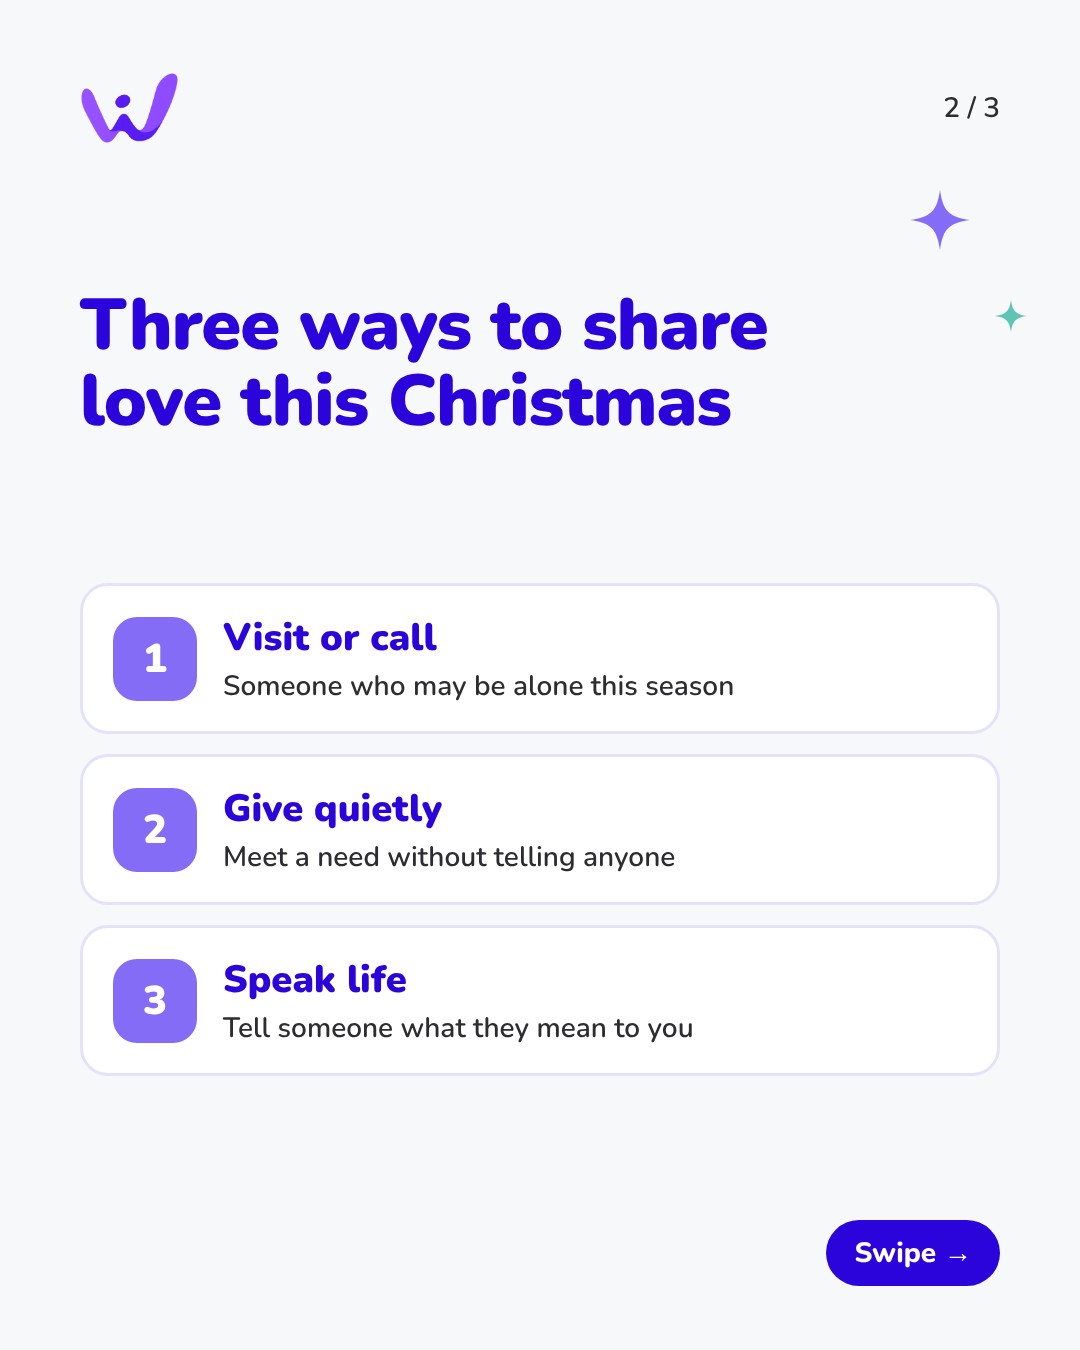 2 / 3
Three ways to share
love this Christmas
1
Visit or call
Someone who may be alone this season
2
Give quietly
Meet a need without telling anyone
3
Speak life
Tell someone what they mean to you
Swipe →